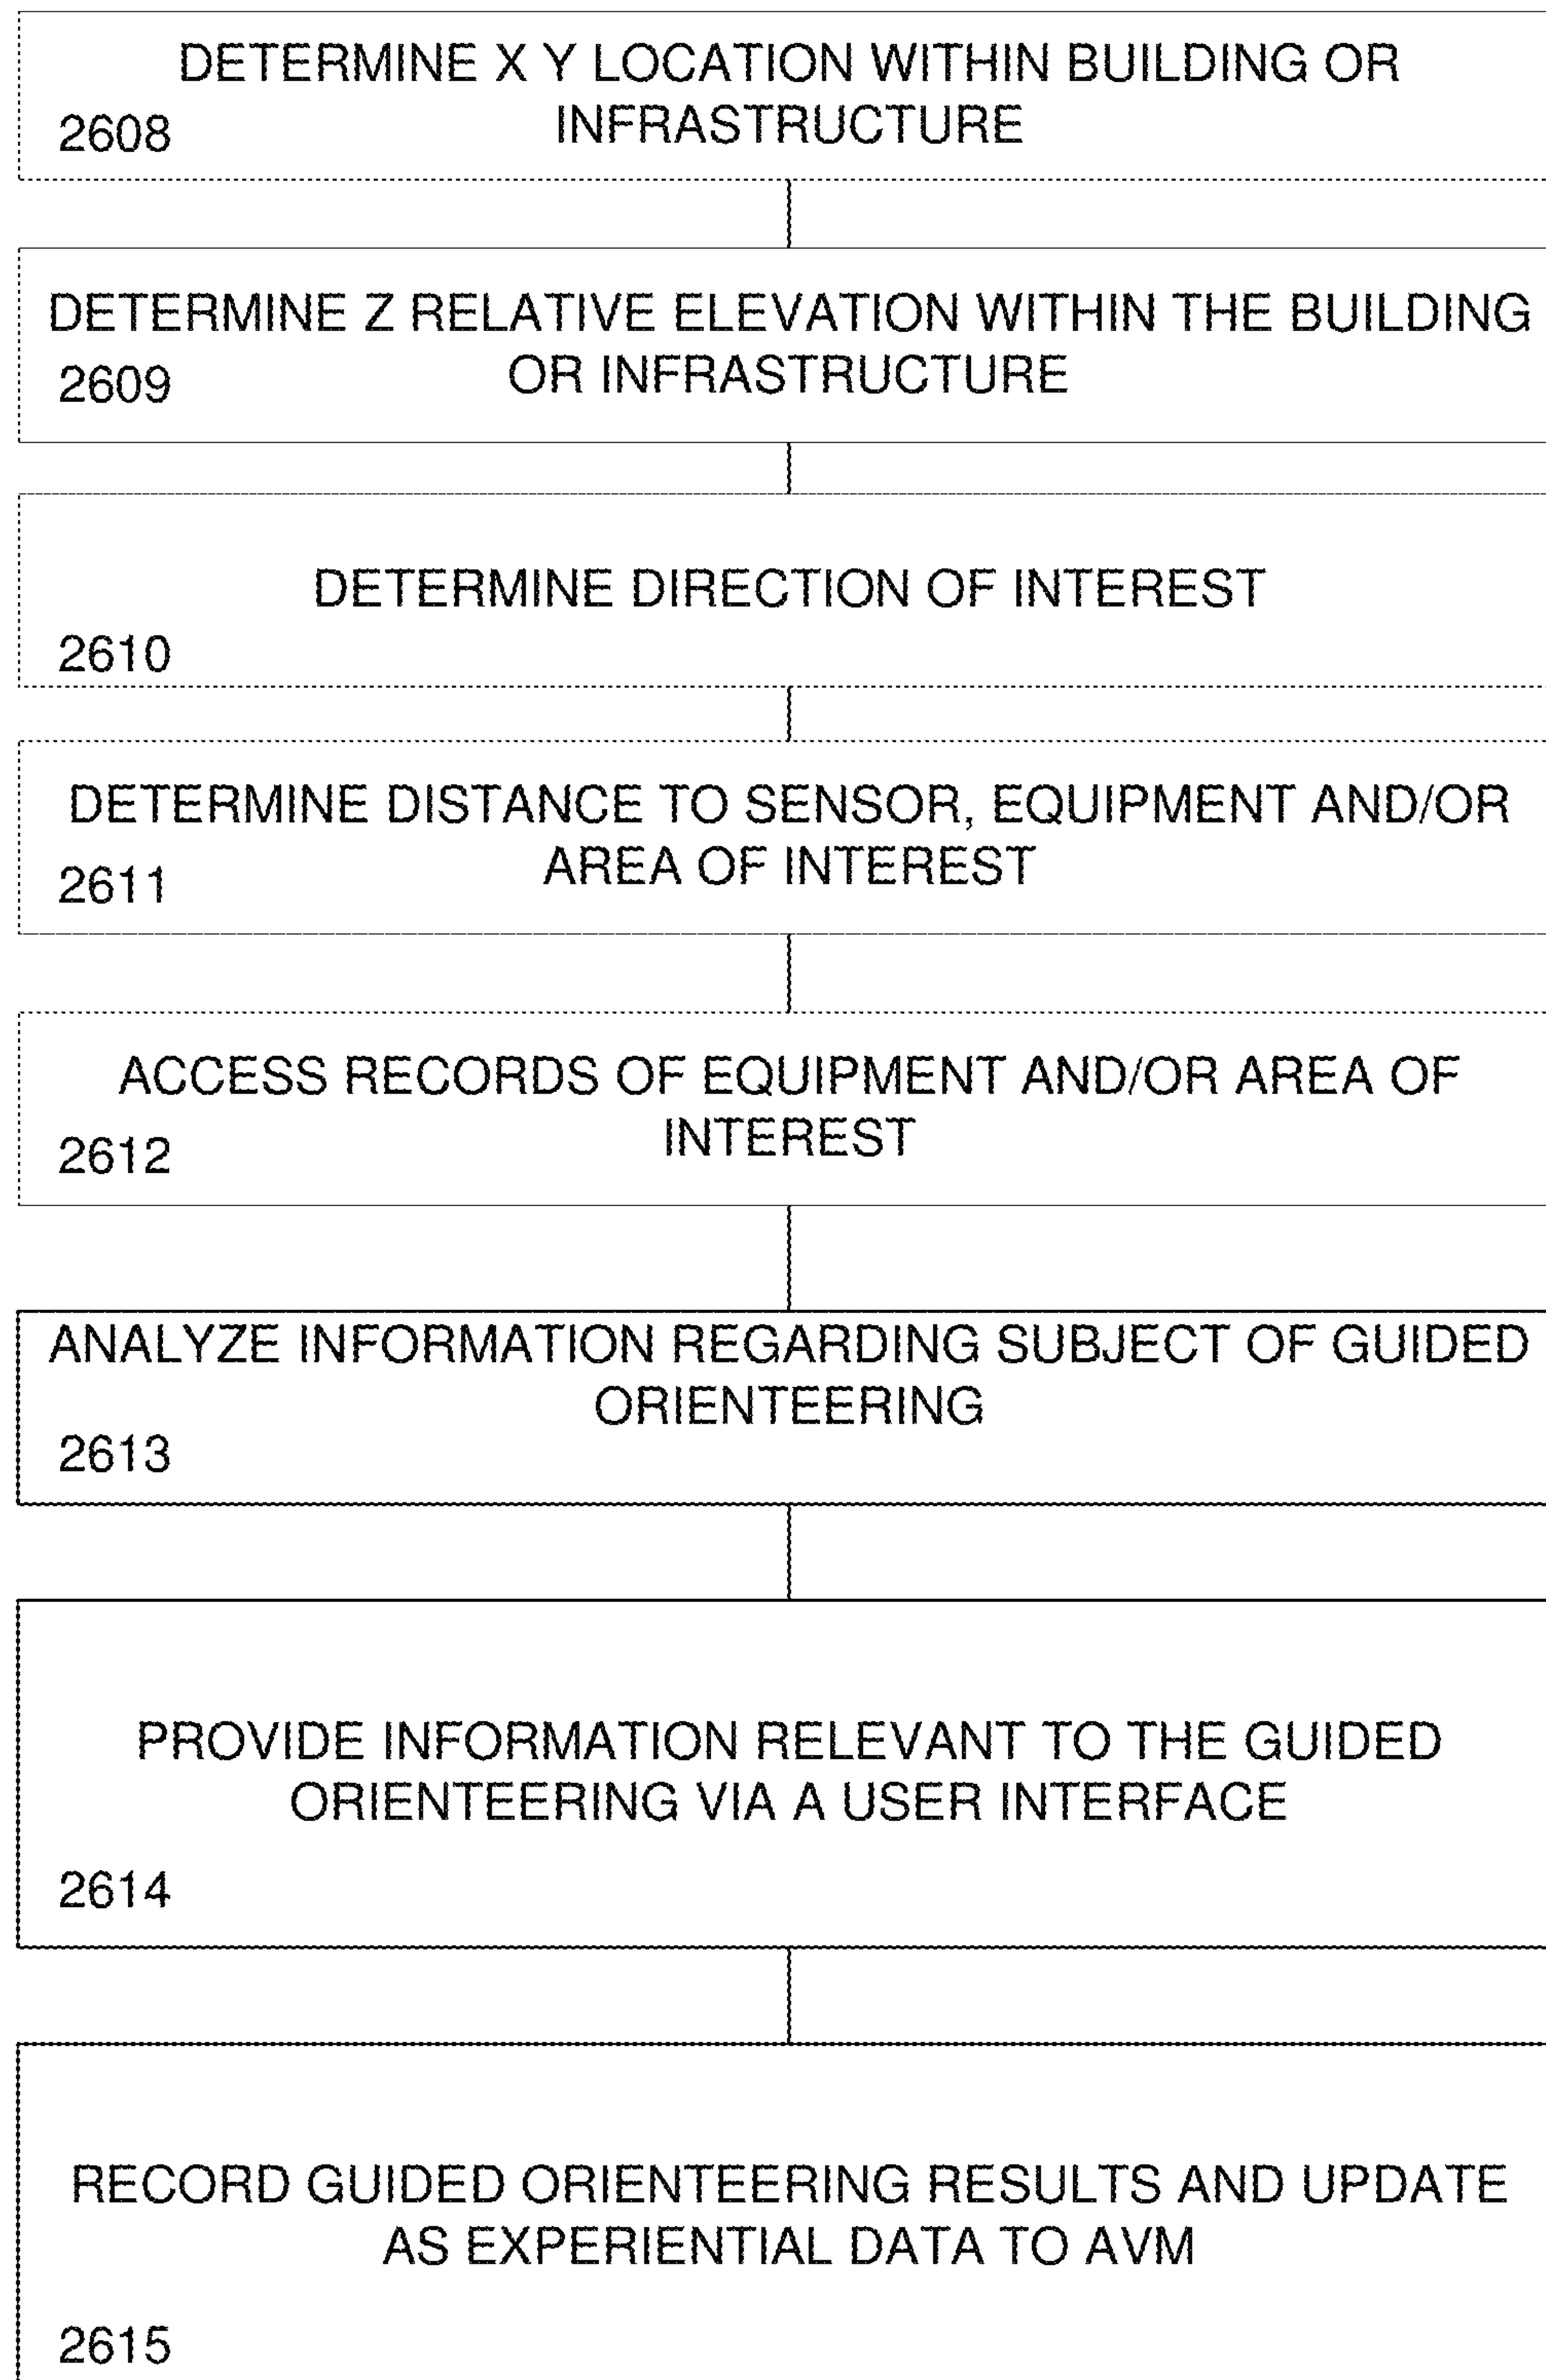 DETERMINE X Y LOCATION WITHIN BUILDING OR
INFRASTRUCTURE
2608
DETERMINE Z RELATIVE ELEVATION WITHIN THE BUILDING
OR INFRASTRUCTURE
2609
DETERMINE DIRECTION OF INTEREST
2610
DETERMINE DISTANCE TO SENSOR, EQUIPMENT AND/OR
AREA OF INTEREST
2611
ACCESS RECORDS OF EQUIPMENT AND/OR AREA OF
INTEREST
2612
ANALYZE INFORMATION REGARDING SUBJECT OF GUIDED
ORIENTEERING
2613
PROVIDE INFORMATION RELEVANT TO THE GUIDED
ORIENTEERING VIA A USER INTERFACE
2614
RECORD GUIDED ORIENTEERING RESULTS AND UPDATE
AS EXPERIENTIAL DATA TO AVM
2615